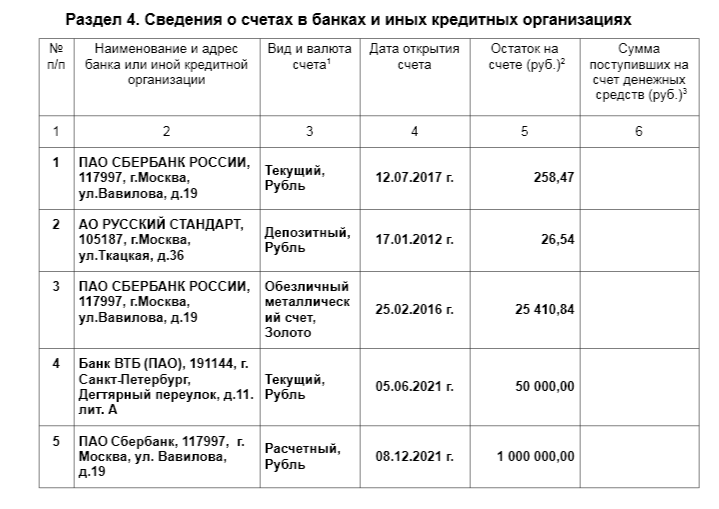 Раздел 4. Сведения о счетах в банках и иных кредитных организациях
№ п/п
Наименование и адрес банка или иной кредитной организации
Вид и валюта счета¹
Дата открытия счета
Остаток на счете (руб.)²
Сумма поступивших на счет денежных средств (руб.)³
1 2 3 4 5 6
1
ПАО СБЕРБАНК РОССИИ,
117997, г.Москва,
ул.Вавилова, д.19
Текущий,
Рубль
12.07.2017 г.
258,47
2
АО РУССКИЙ СТАНДАРТ,
105187, г.Москва,
ул.Ткацкая, д.36
Депозитный,
Рубль
17.01.2012 г.
26,54
3
ПАО СБЕРБАНК РОССИИ,
117997, г.Москва,
ул.Вавилова, д.19
Обезличный
металлическ
ий счет,
Золото
25.02.2016 г.
25 410,84
4
Банк ВТБ (ПАО), 191144, г.
Санкт-Петербург,
Дегтярный переулок, д.11.
лит. А
Текущий,
Рубль
05.06.2021 г.
50 000,00
5
ПАО Сбербанк, 117997, г.
Москва, ул. Вавилова,
д.19
Расчетный,
Рубль
08.12.2021 г.
1 000 000,00